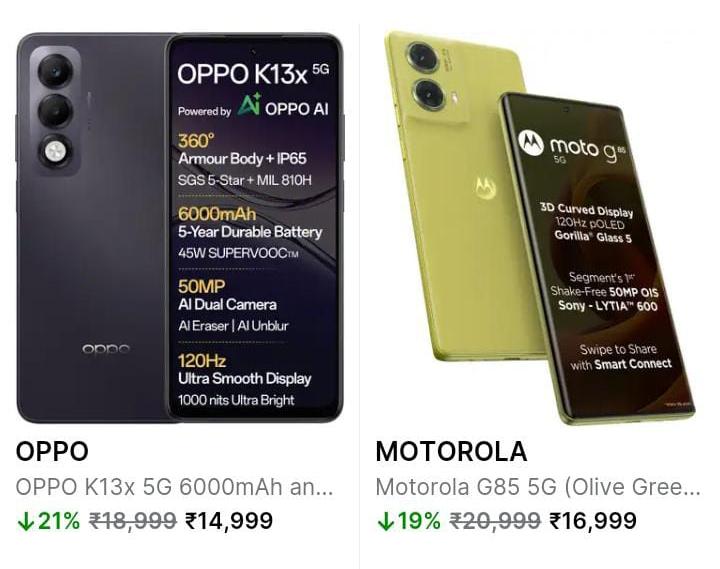 OPPO K13x 5G
Powered by Ai OPPO AI
360°
Armour Body + IP65
SGS 5-Star + MIL 810H
6000mAh
5-Year Durable Battery
45W SUPERVOOC™
50MP
AI Dual Camera
AI Eraser | AI Unblur
120Hz
Ultra Smooth Display
1000 nits Ultra Bright
oppo
OPPO
OPPO K13x 5G 6000mAh an...
↓21% ₹18,999 ₹14,999
moto g85
5G
3D Curved Display
120Hz pOLED
Gorilla® Glass 5
Segment's 1st*
Shake-Free 50MP OIS
Sony - LYTIA™ 600
Swipe to Share
with Smart Connect
MOTOROLA
Motorola G85 5G (Olive Gree...
↓19% ₹20,999 ₹16,999